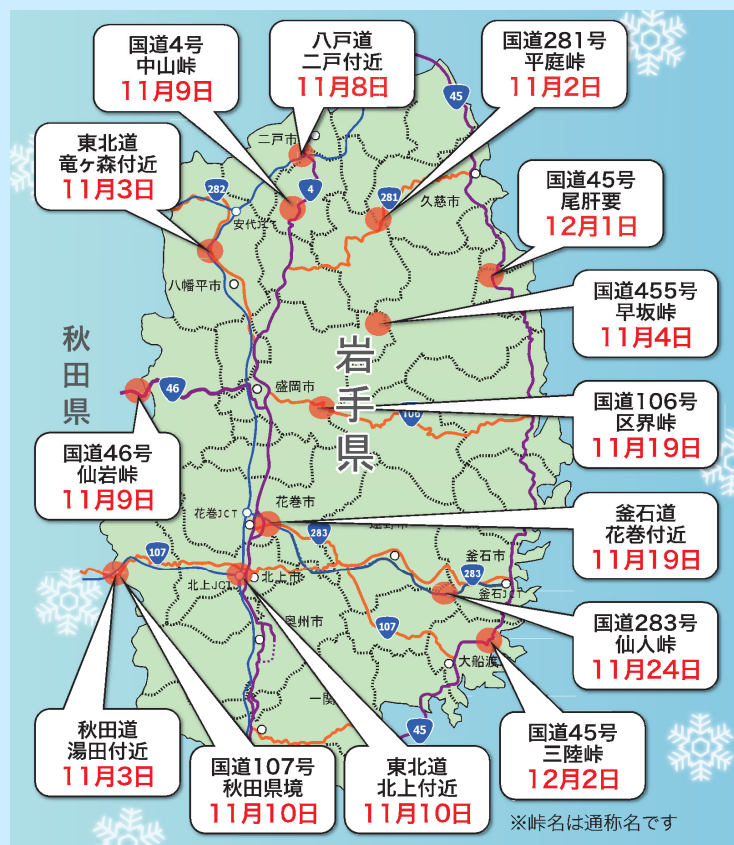 国道4号
中山峠
11月9日
八戸道
二戸付近
11月8日
国道281号
平庭峠
11月2日
45
東北道
竜ヶ森付近
11月3日
二戸市
282
4
281
安代JCT
久慈市
国道45号
尾肝要
12月1日
八幡平市
国道455号
早坂峠
11月4日
秋田県
岩手県
46
盛岡市
106
国道106号
区界峠
11月19日
国道46号
仙岩峠
11月9日
花巻JCT
花巻市
283
釜石道
花巻付近
11月19日
107
釜石市
283
北上JCT
北上市
釜石JCT
奥州市
107
国道283号
仙人峠
11月24日
大船渡
一関
45
秋田道
湯田付近
11月3日
国道107号
秋田県境
11月10日
東北道
北上付近
11月10日
国道45号
三陸峠
12月2日
※峠名は通称名です